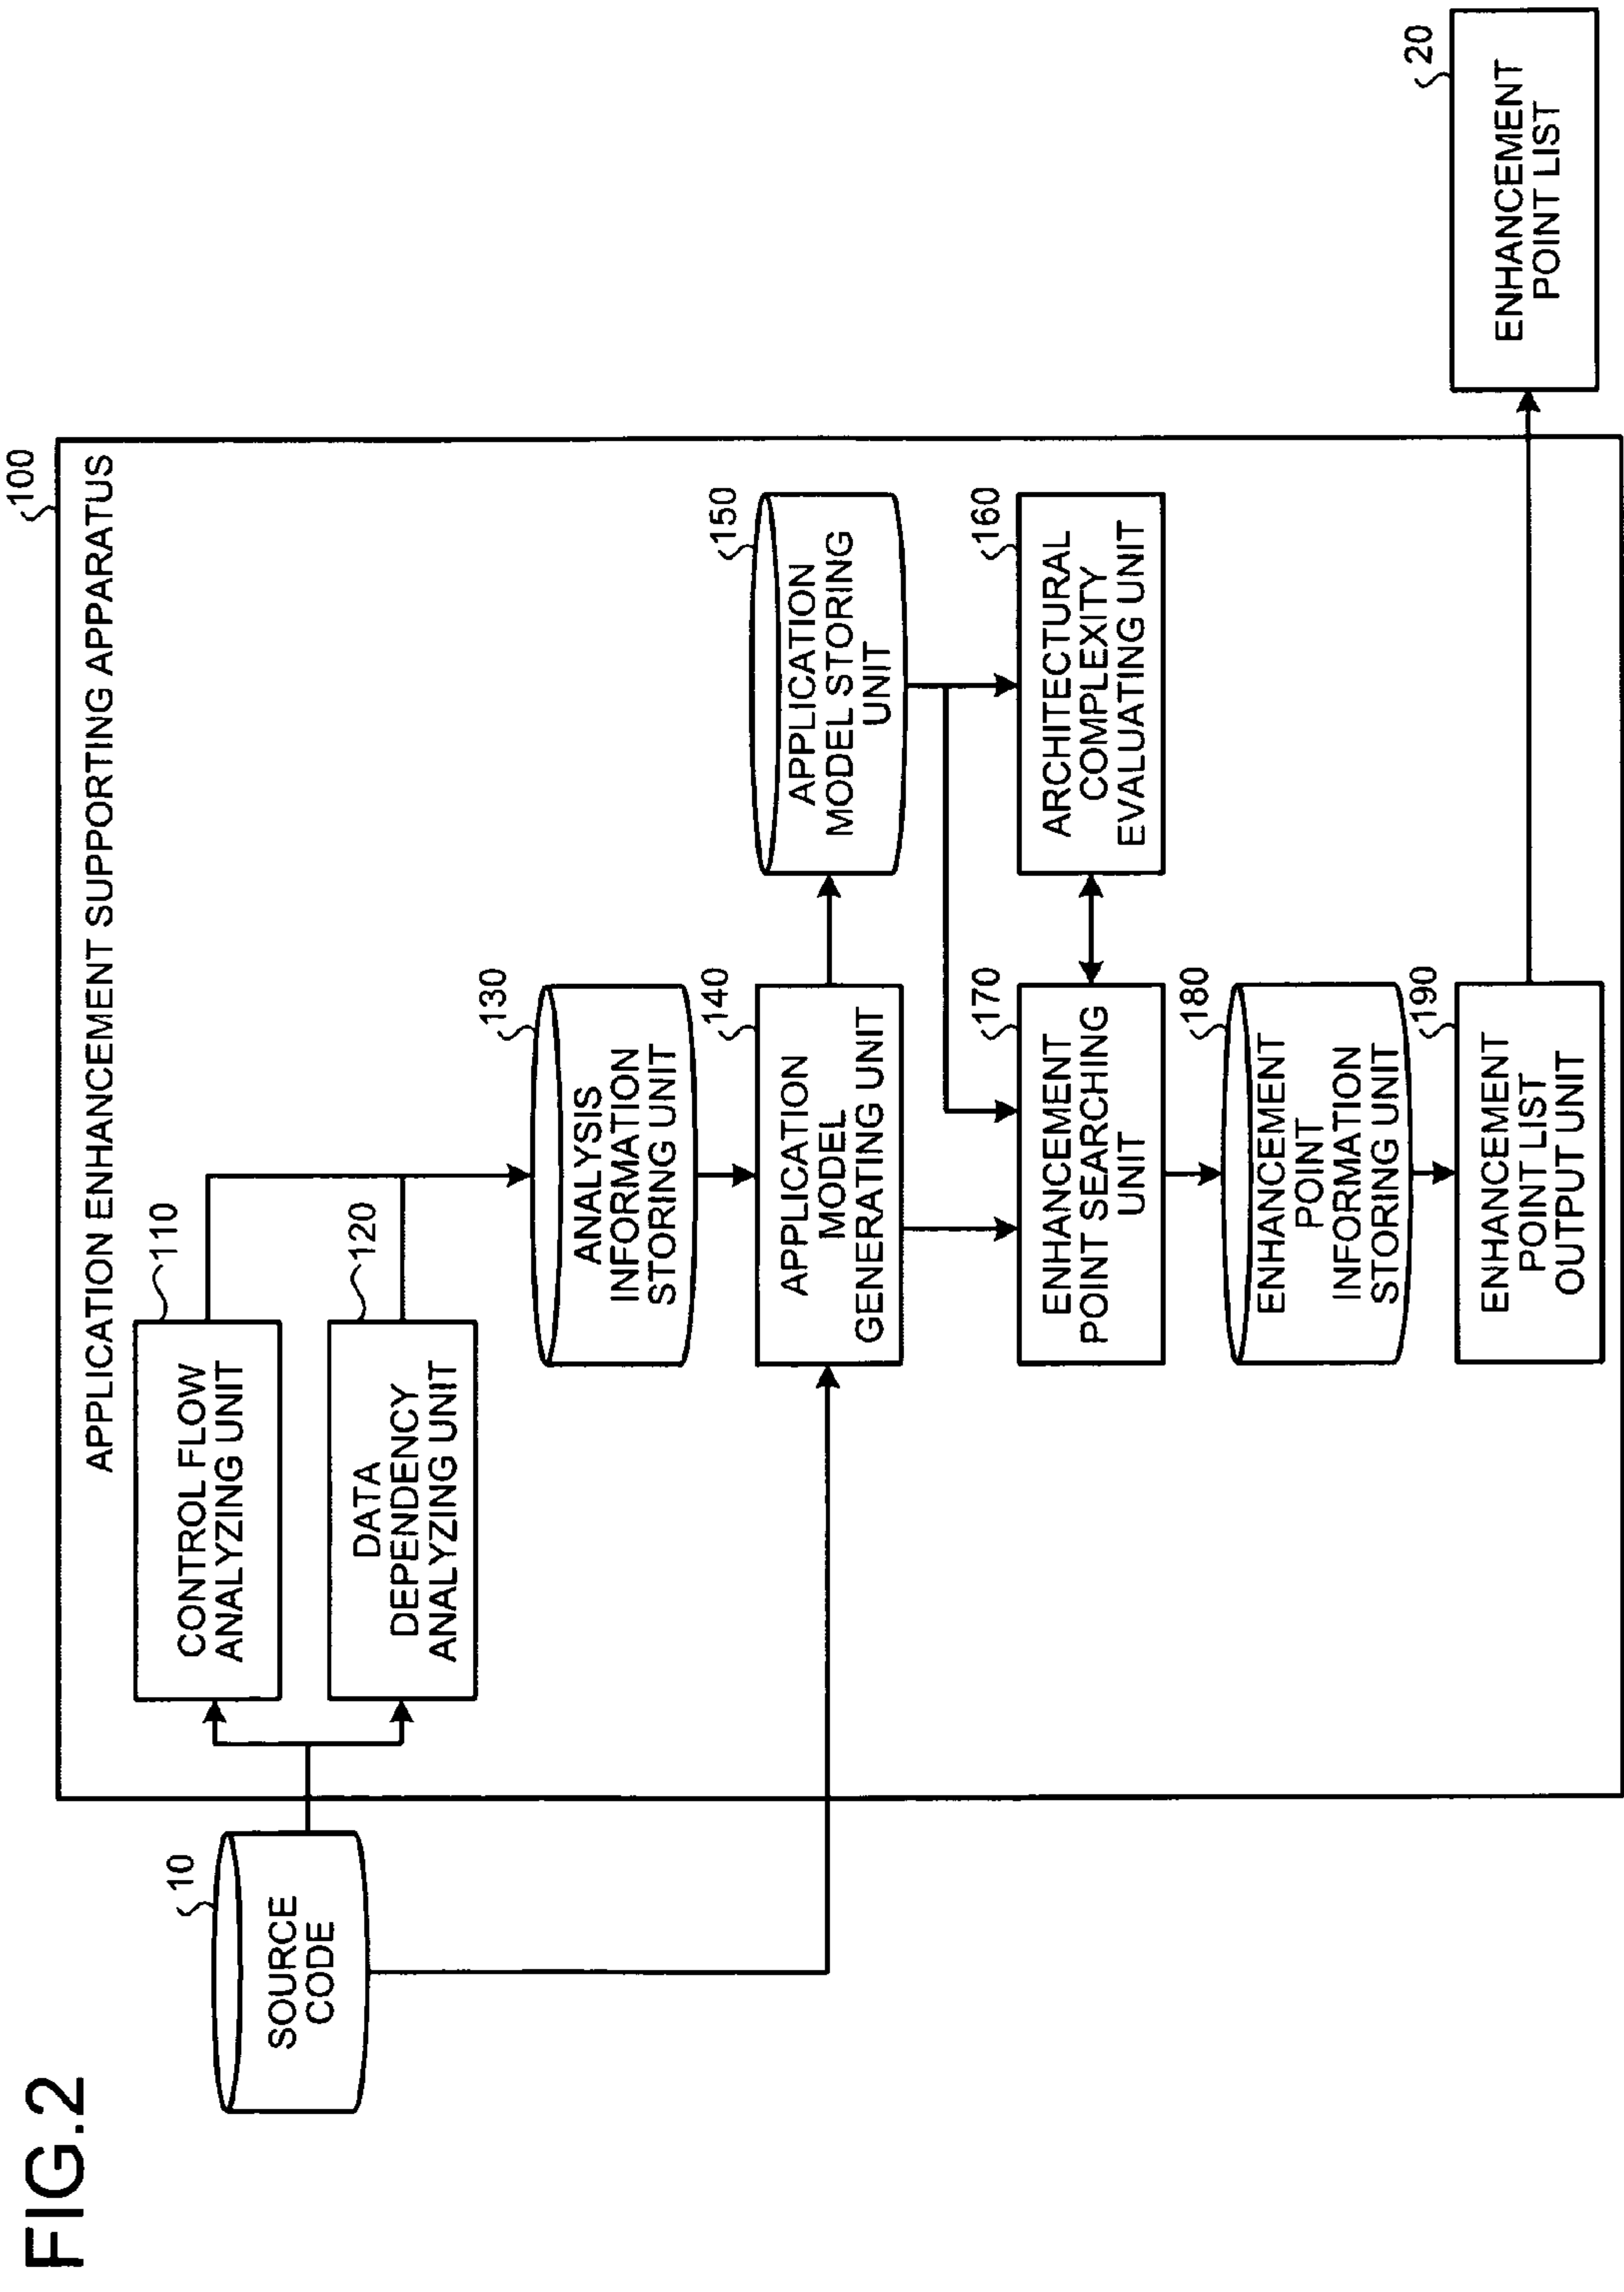 FIG.2
100
APPLICATION ENHANCEMENT SUPPORTING APPARATUS
10
SOURCE
CODE
110
CONTROL FLOW
ANALYZING UNIT
120
DATA
DEPENDENCY
ANALYZING UNIT
130
ANALYSIS
INFORMATION
STORING UNIT
140
APPLICATION
MODEL
GENERATING UNIT
150
APPLICATION
MODEL STORING
UNIT
160
ARCHITECTURAL
COMPLEXITY
EVALUATING UNIT
170
ENHANCEMENT
POINT SEARCHING
UNIT
180
ENHANCEMENT
POINT
INFORMATION
STORING UNIT
190
ENHANCEMENT
POINT LIST
OUTPUT UNIT
20
ENHANCEMENT
POINT LIST